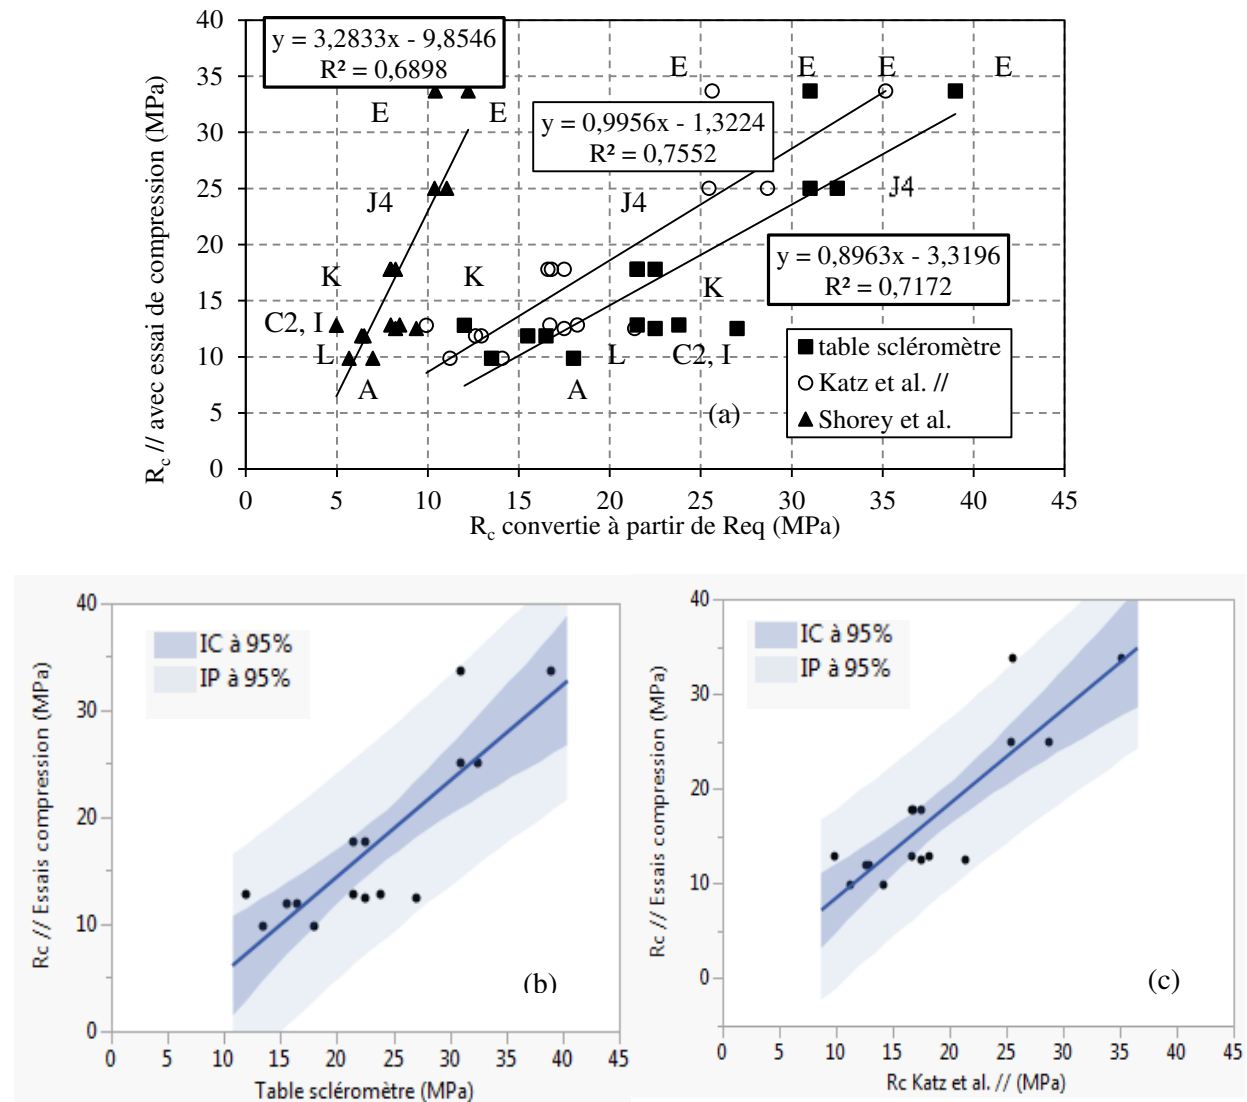 y = 3,2833x - 9,8546
R² = 0,6898
y = 0,9956x - 1,3224
R² = 0,7552
y = 0,8963x - 3,3196
R² = 0,7172
E E E E
E E
J4 J4 J4
K K K
C2, I L C2, I
L
A A
(a)
table scléromètre
Katz et al. //
Shorey et al.
R_c // avec essai de compression (MPa)
40
35
30
25
20
15
10
5
0
0 5 10 15 20 25 30 35 40 45
R_c convertie à partir de Req (MPa)
IC à 95%
IP à 95%
(b)
Rc // Essais compression (MPa)
40
30
20
10
0
0 5 10 15 20 25 30 35 40 45
Table scléromètre (MPa)
IC à 95%
IP à 95%
(c)
Rc // Essais compression (MPa)
40
30
20
10
0
0 5 10 15 20 25 30 35 40 45
Rc Katz et al. // (MPa)